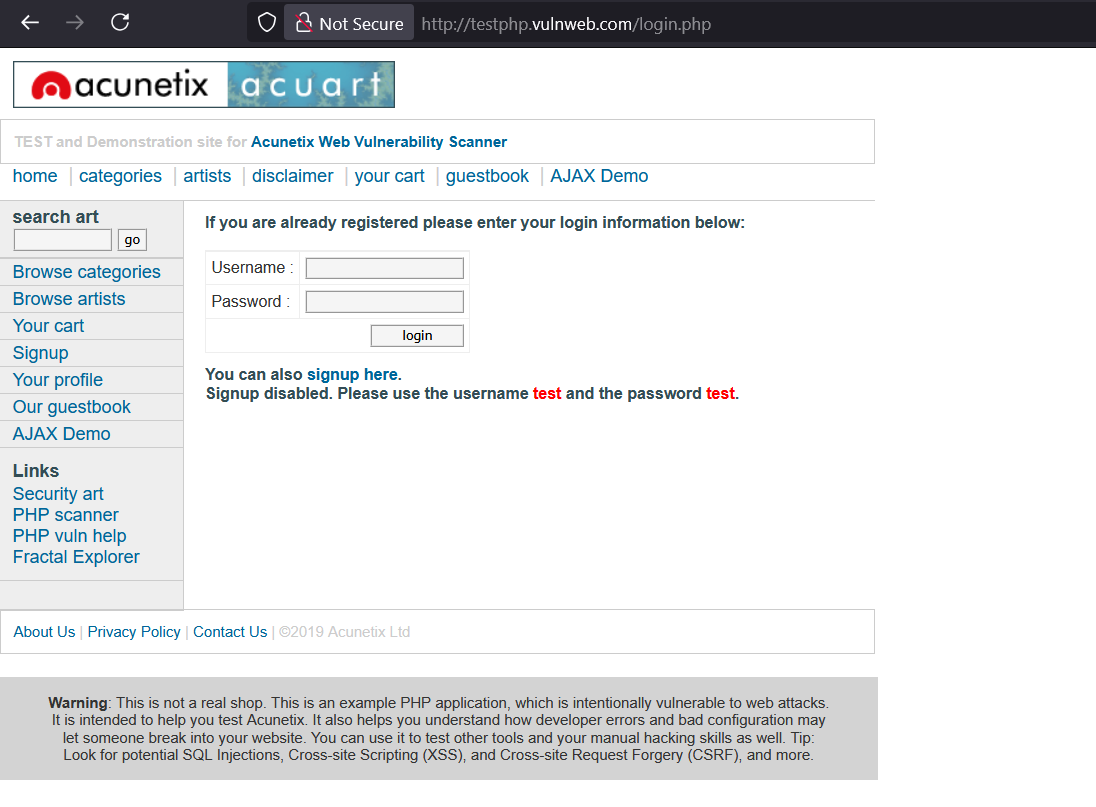 Not Secure http://testphp.vulnweb.com/login.php
acunetix acuart
TEST and Demonstration site for Acunetix Web Vulnerability Scanner
home | categories | artists | disclaimer | your cart | guestbook | AJAX Demo
search art
go
Browse categories
Browse artists
Your cart
Signup
Your profile
Our guestbook
AJAX Demo
Links
Security art
PHP scanner
PHP vuln help
Fractal Explorer
If you are already registered please enter your login information below:
Username :
Password :
login
You can also signup here.
Signup disabled. Please use the username test and the password test.
About Us | Privacy Policy | Contact Us | ©2019 Acunetix Ltd
Warning: This is not a real shop. This is an example PHP application, which is intentionally vulnerable to web attacks.
It is intended to help you test Acunetix. It also helps you understand how developer errors and bad configuration may
let someone break into your website. You can use it to test other tools and your manual hacking skills as well. Tip:
Look for potential SQL Injections, Cross-site Scripting (XSS), and Cross-site Request Forgery (CSRF), and more.